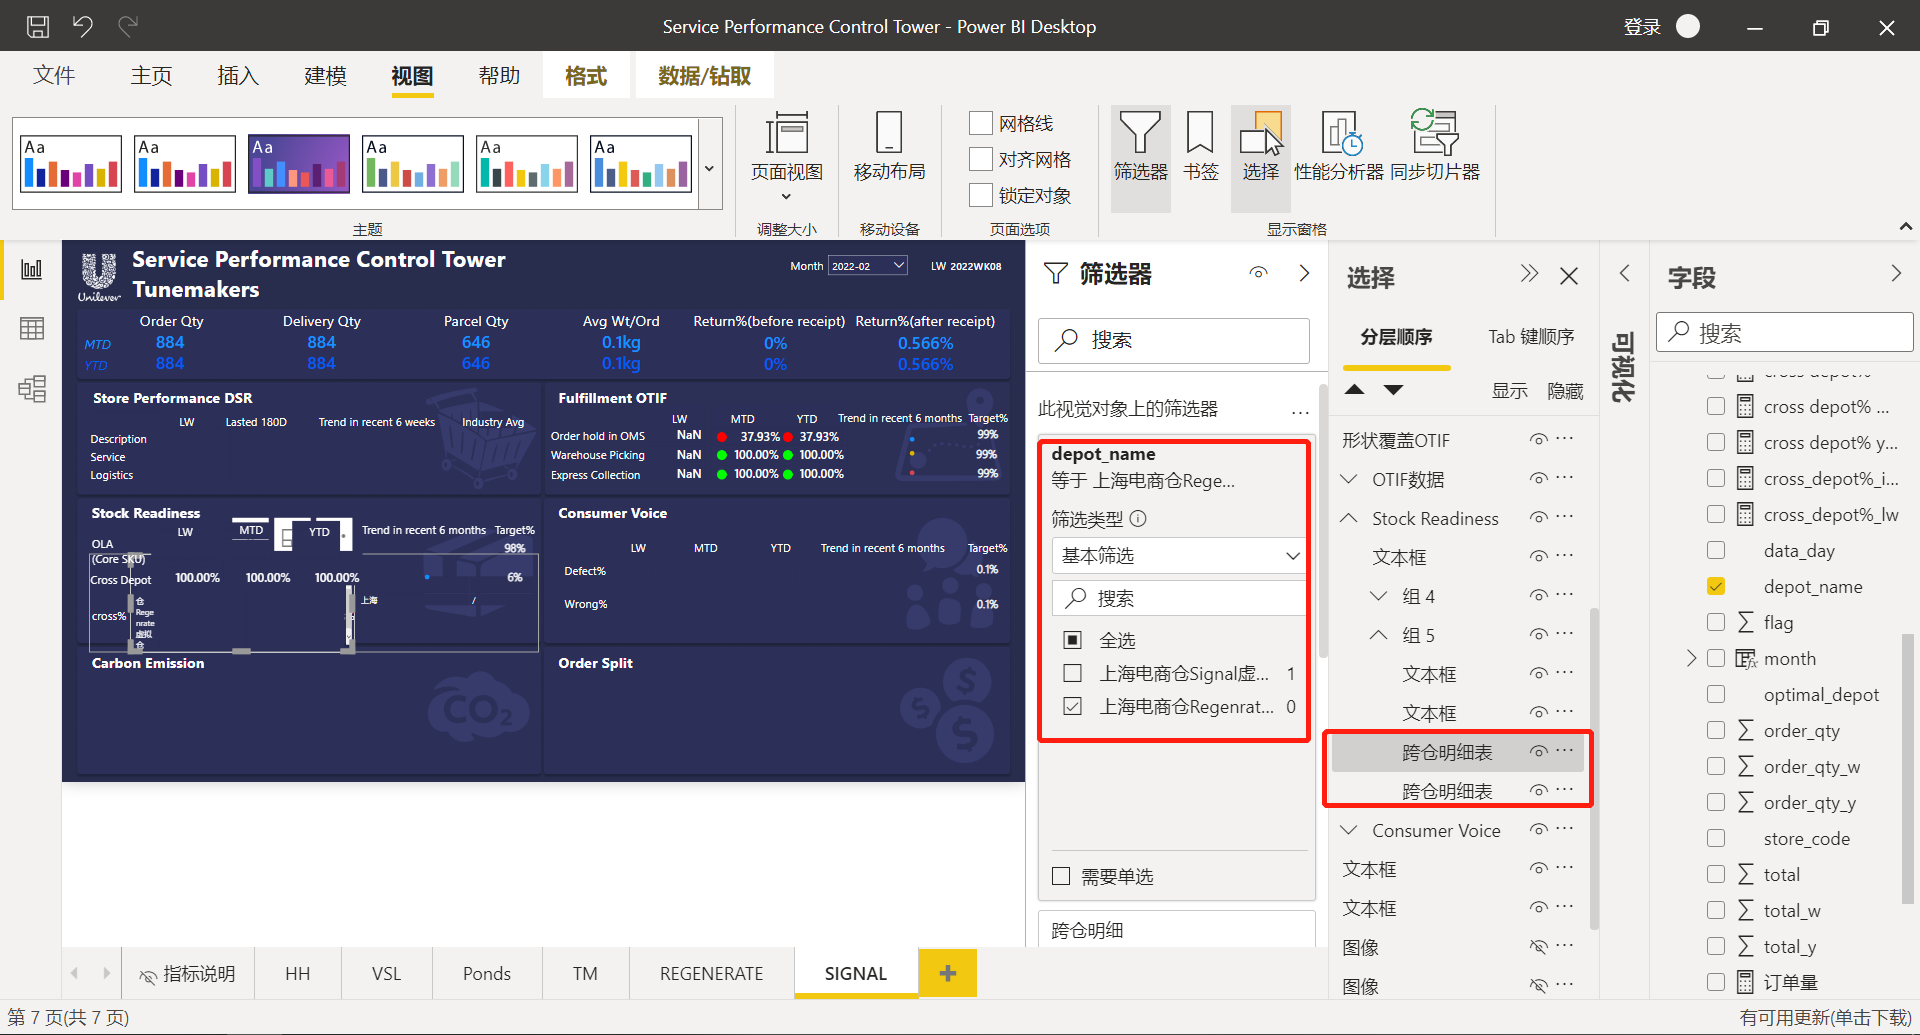 Service Performance Control Tower - Power BI Desktop
登录
文件 主页 插入 建模 视图 帮助 格式 数据/钻取
Aa Aa Aa Aa Aa Aa
主题
页面视图
调整大小
移动布局
移动设备
网格线
对齐网格
锁定对象
页面选项
筛选器 书签 选择 性能分析器 同步切片器
显示窗格
Unilever
Service Performance Control Tower
Tunemakers
Month 2022-02 LW 2022WK08
Order Qty Delivery Qty Parcel Qty Avg Wt/Ord Return%(before receipt) Return%(after receipt)
MTD 884 884 646 0.1kg 0% 0.566%
YTD 884 884 646 0.1kg 0% 0.566%
Store Performance DSR
LW Lasted 180D Trend in recent 6 weeks Industry Avg
Description
Service
Logistics
Fulfillment OTIF
LW MTD YTD Trend in recent 6 months Target%
Order hold in OMS NaN 37.93% 37.93% 99%
Warehouse Picking NaN 100.00% 100.00% 99%
Express Collection NaN 100.00% 100.00% 99%
Stock Readiness
LW MTD YTD Trend in recent 6 months Target%
OLA
(Core SKU)
98%
Cross Depot 100.00% 100.00% 100.00% 6%
cross%
仓
Rege
nrate
虚拟
仓
上海
/
Consumer Voice
LW MTD YTD Trend in recent 6 months Target%
Defect% 0.1%
Wrong% 0.1%
Carbon Emission
CO2
Order Split
$
$
$
筛选器
搜索
此视觉对象上的筛选器 ...
depot_name
等于 上海电商仓Rege...
筛选类型
基本筛选
搜索
全选
上海电商仓Signal虚... 1
上海电商仓Regenrat... 0
需要单选
跨仓明细
选择
分层顺序 Tab 键顺序
显示 隐藏
形状覆盖OTIF
OTIF数据
Stock Readiness
文本框
组 4
组 5
文本框
文本框
跨仓明细表
跨仓明细表
Consumer Voice
文本框
文本框
图像
图像
可视化
字段
搜索
cross depot%
cross depot% ...
cross depot% y...
cross_depot%_i...
cross_depot%_lw
data_day
depot_name
flag
month
optimal_depot
order_qty
order_qty_w
order_qty_y
store_code
total
total_w
total_y
订单量
指标说明 HH VSL Ponds TM REGENERATE SIGNAL
第 7 页(共 7 页)
有可用更新(单击下载)